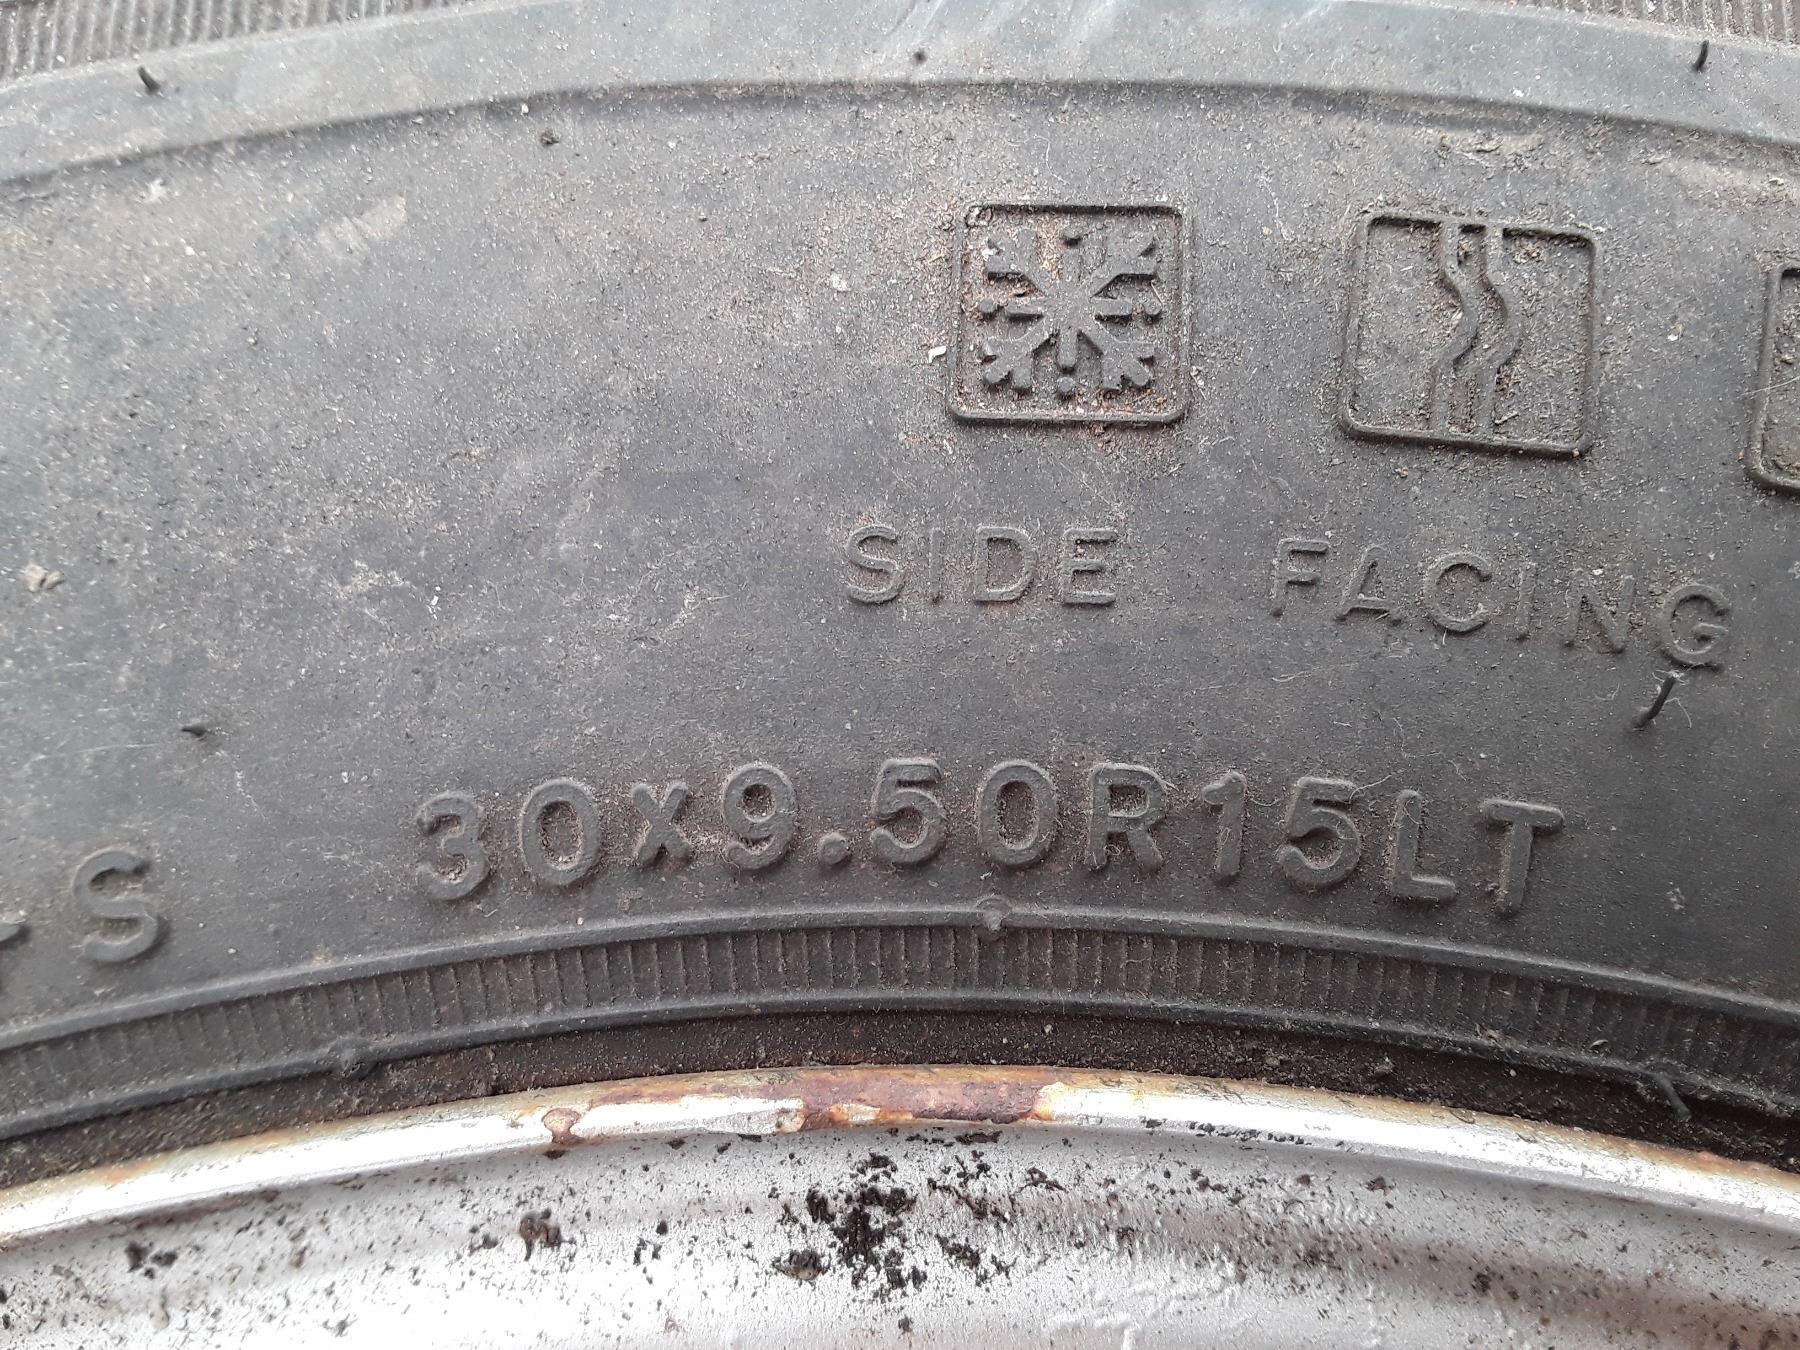 SIDE FACING
S 30x9.50R15LT